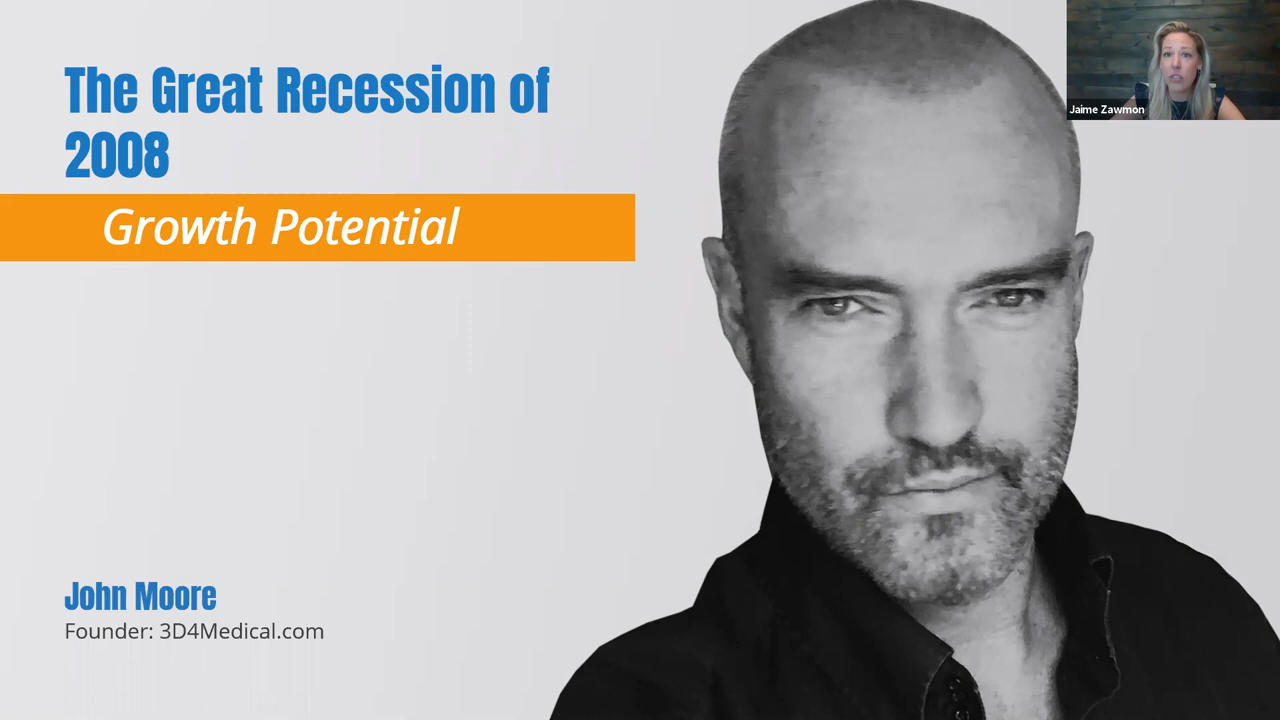 The Great Recession of
2008
Growth Potential
Jaime Zawmon
John Moore
Founder: 3D4Medical.com